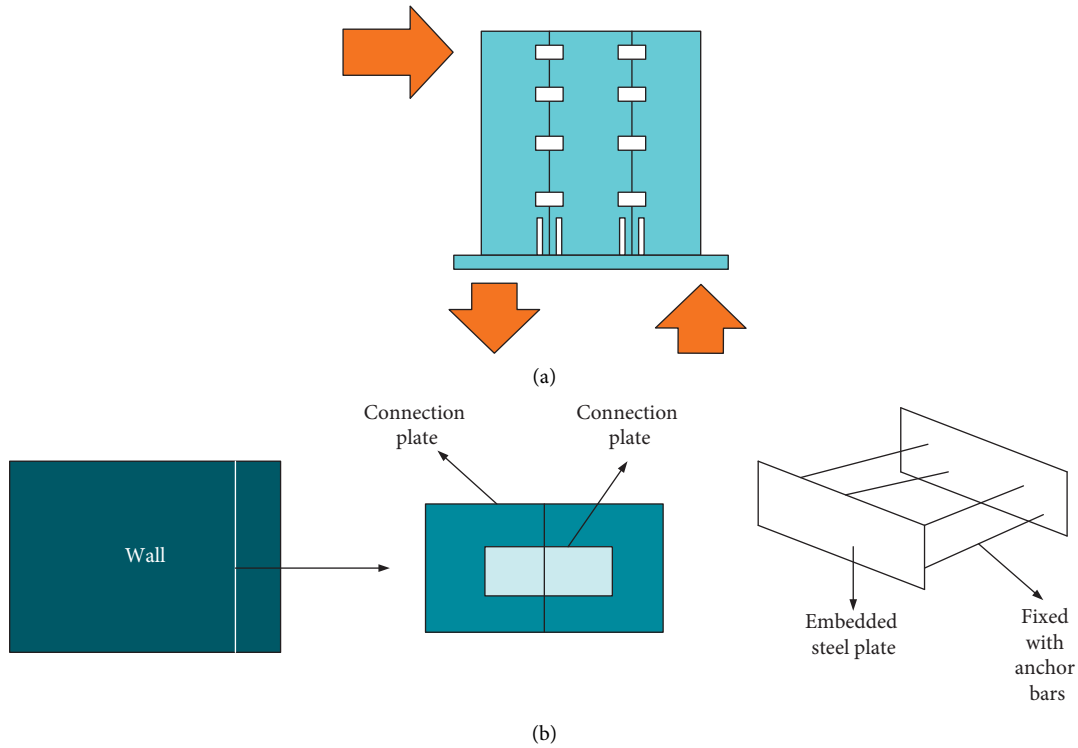 (a)
Connection
plate
Connection
plate
Wall
Embedded
steel plate
Fixed
with
anchor
bars
(b)